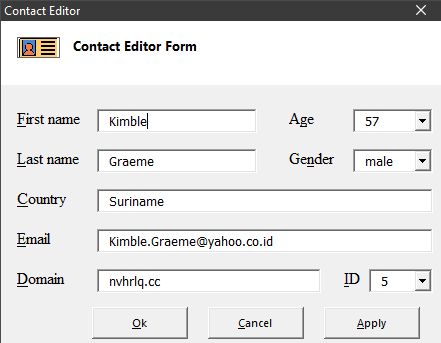 Contact Editor
Contact Editor Form
First name Kimble Age 57
Last name Graeme Gender male
Country Suriname
Email Kimble.Graeme@yahoo.co.id
Domain nvhrlq.cc ID 5
Ok Cancel Apply